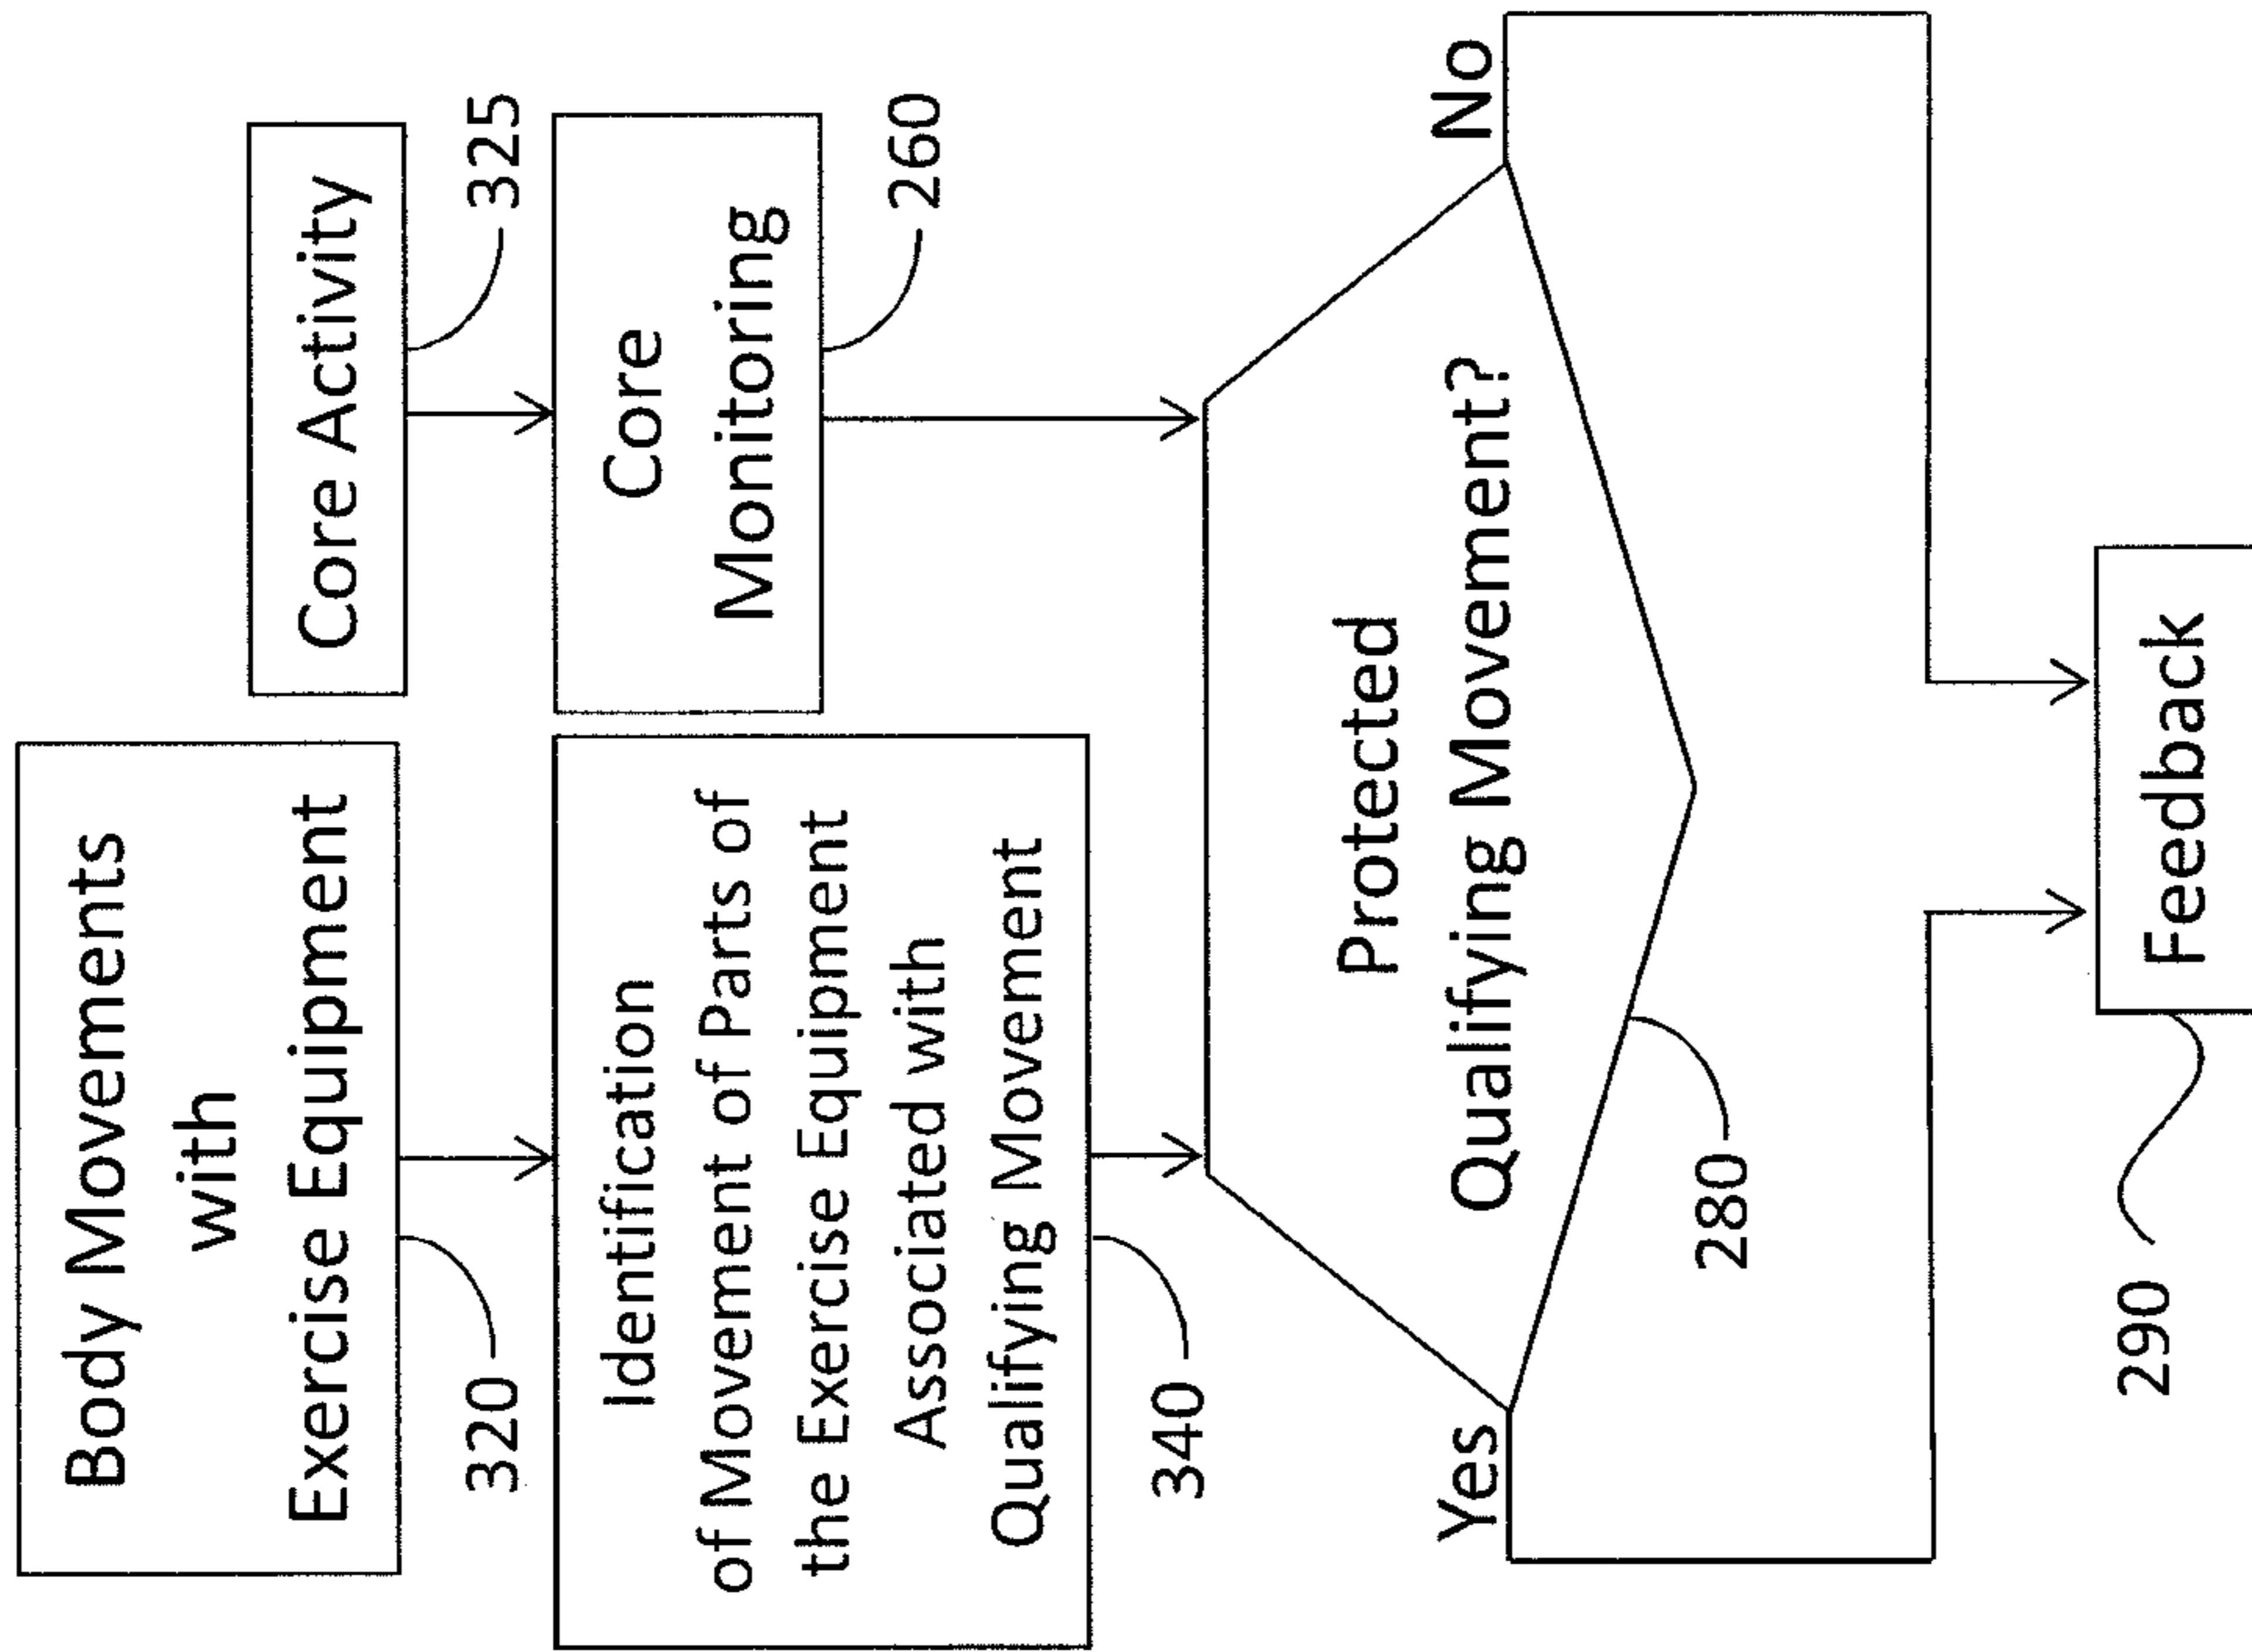 Body Movements
with
Exercise Equipment
320
Core Activity
325
Identification
of Movement of Parts of
the Exercise Equipment
Associated with
Qualifying Movement
340
Core
Monitoring
260
Protected
Qualifying Movement?
Yes
No
280
290
Feedback